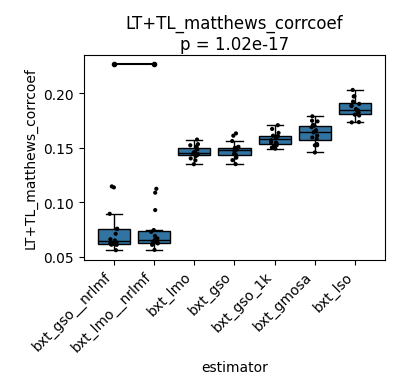 LT+TL_matthews_corrcoef
p = 1.02e-17
LT+TL_matthews_corrcoef
0.20
0.15
0.10
0.05
bxt_gso__nrlmf
bxt_lmo__nrlmf
bxt_lmo
bxt_gso
bxt_gso_1k
bxt_gmosa
bxt_lso
estimator